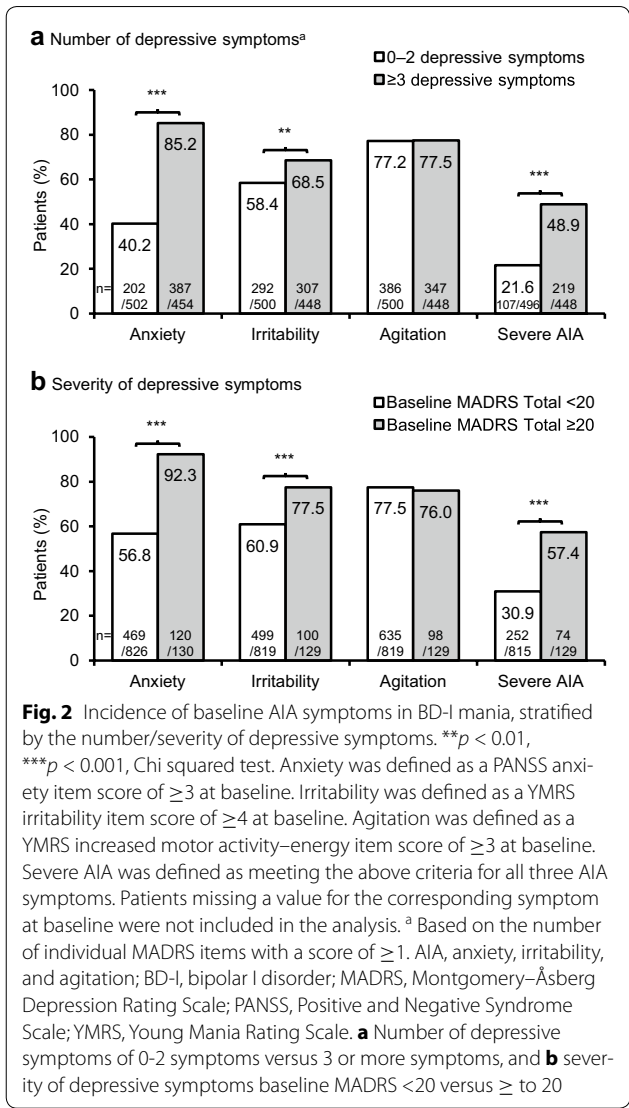 a Number of depressive symptomsᵃ
0–2 depressive symptoms
≥3 depressive symptoms
Patients (%)
100
80
60
40
20
0
***
**
***
40.2
85.2
58.4
68.5
77.2
77.5
21.6
48.9
n= 202 387 292 307 386 347 107/496 219
/502 /454 /500 /448 /500 /448 /448
Anxiety Irritability Agitation Severe AIA
b Severity of depressive symptoms
Baseline MADRS Total <20
Baseline MADRS Total ≥20
Patients (%)
100
80
60
40
20
0
***
***
***
56.8
92.3
60.9
77.5
77.5
76.0
30.9
57.4
n= 469 120 499 100 635 98 252 74
/826 /130 /819 /129 /819 /129 /815 /129
Anxiety Irritability Agitation Severe AIA
Fig. 2 Incidence of baseline AIA symptoms in BD-I mania, stratified
by the number/severity of depressive symptoms. **p < 0.01,
***p < 0.001, Chi squared test. Anxiety was defined as a PANSS anxi-
ety item score of ≥3 at baseline. Irritability was defined as a YMRS
irritability item score of ≥4 at baseline. Agitation was defined as a
YMRS increased motor activity–energy item score of ≥3 at baseline.
Severe AIA was defined as meeting the above criteria for all three AIA
symptoms. Patients missing a value for the corresponding symptom
at baseline were not included in the analysis. ᵃ Based on the number
of individual MADRS items with a score of ≥1. AIA, anxiety, irritability,
and agitation; BD-I, bipolar I disorder; MADRS, Montgomery–Åsberg
Depression Rating Scale; PANSS, Positive and Negative Syndrome
Scale; YMRS, Young Mania Rating Scale. a Number of depressive
symptoms of 0-2 symptoms versus 3 or more symptoms, and b sever-
ity of depressive symptoms baseline MADRS <20 versus ≥ to 20